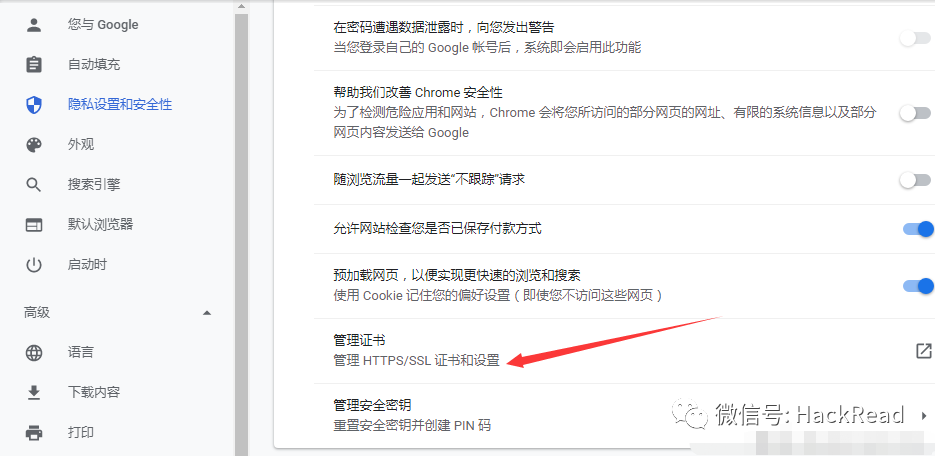 您与 Google
自动填充
隐私设置和安全性
外观
搜索引擎
默认浏览器
启动时
高级
语言
下载内容
打印
在密码遭遇数据泄露时，向您发出警告
当您登录自己的 Google 帐号后，系统即会启用此功能
帮助我们改善 Chrome 安全性
为了检测危险应用和网站，Chrome 会将您所访问的部分网页的网址、有限的系统信息以及部分
网页内容发送给 Google
随浏览流量一起发送“不跟踪”请求
允许网站检查您是否已保存付款方式
预加载网页，以便实现更快速的浏览和搜索
使用 Cookie 记住您的偏好设置（即使您不访问这些网页）
管理证书
管理 HTTPS/SSL 证书和设置
管理安全密钥
重置安全密钥并创建 PIN 码
微信号: HackRead